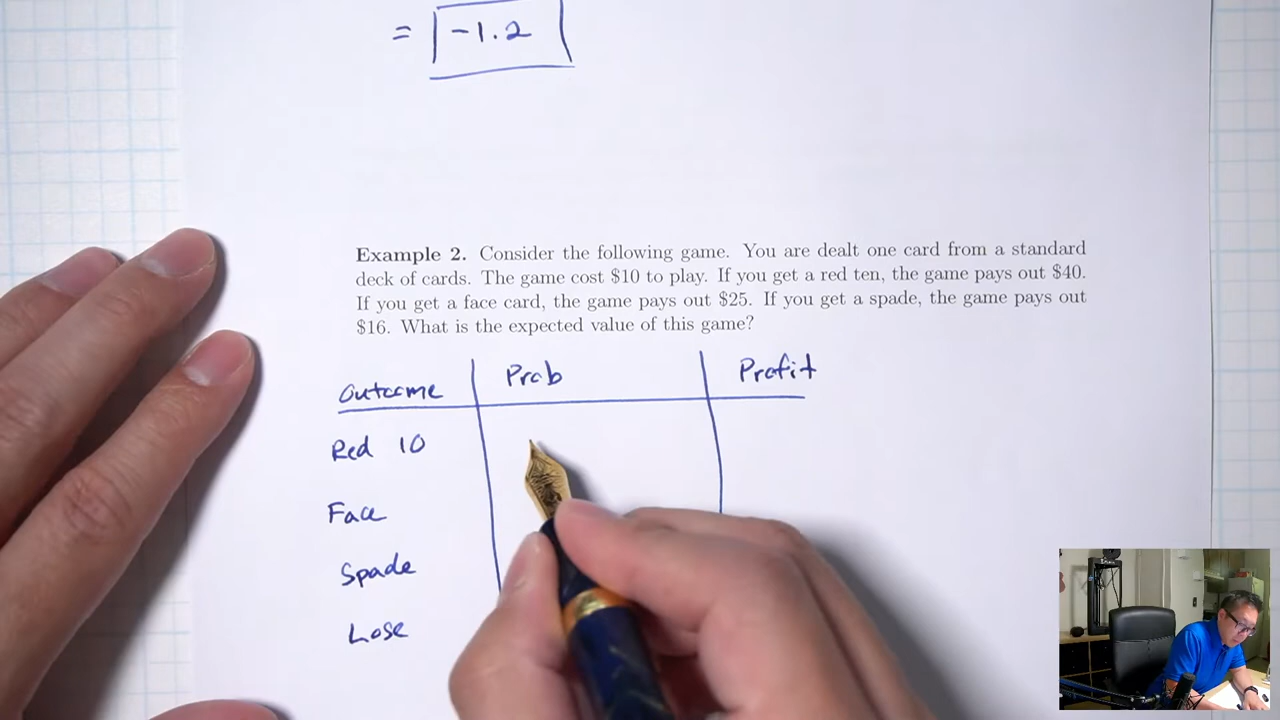 = -1.2
Example 2. Consider the following game. You are dealt one card from a standard
deck of cards. The game cost $10 to play. If you get a red ten, the game pays out $40.
If you get a face card, the game pays out $25. If you get a spade, the game pays out
$16. What is the expected value of this game?
Outcome Prob Profit
Red 10
Face
Spade
Lose